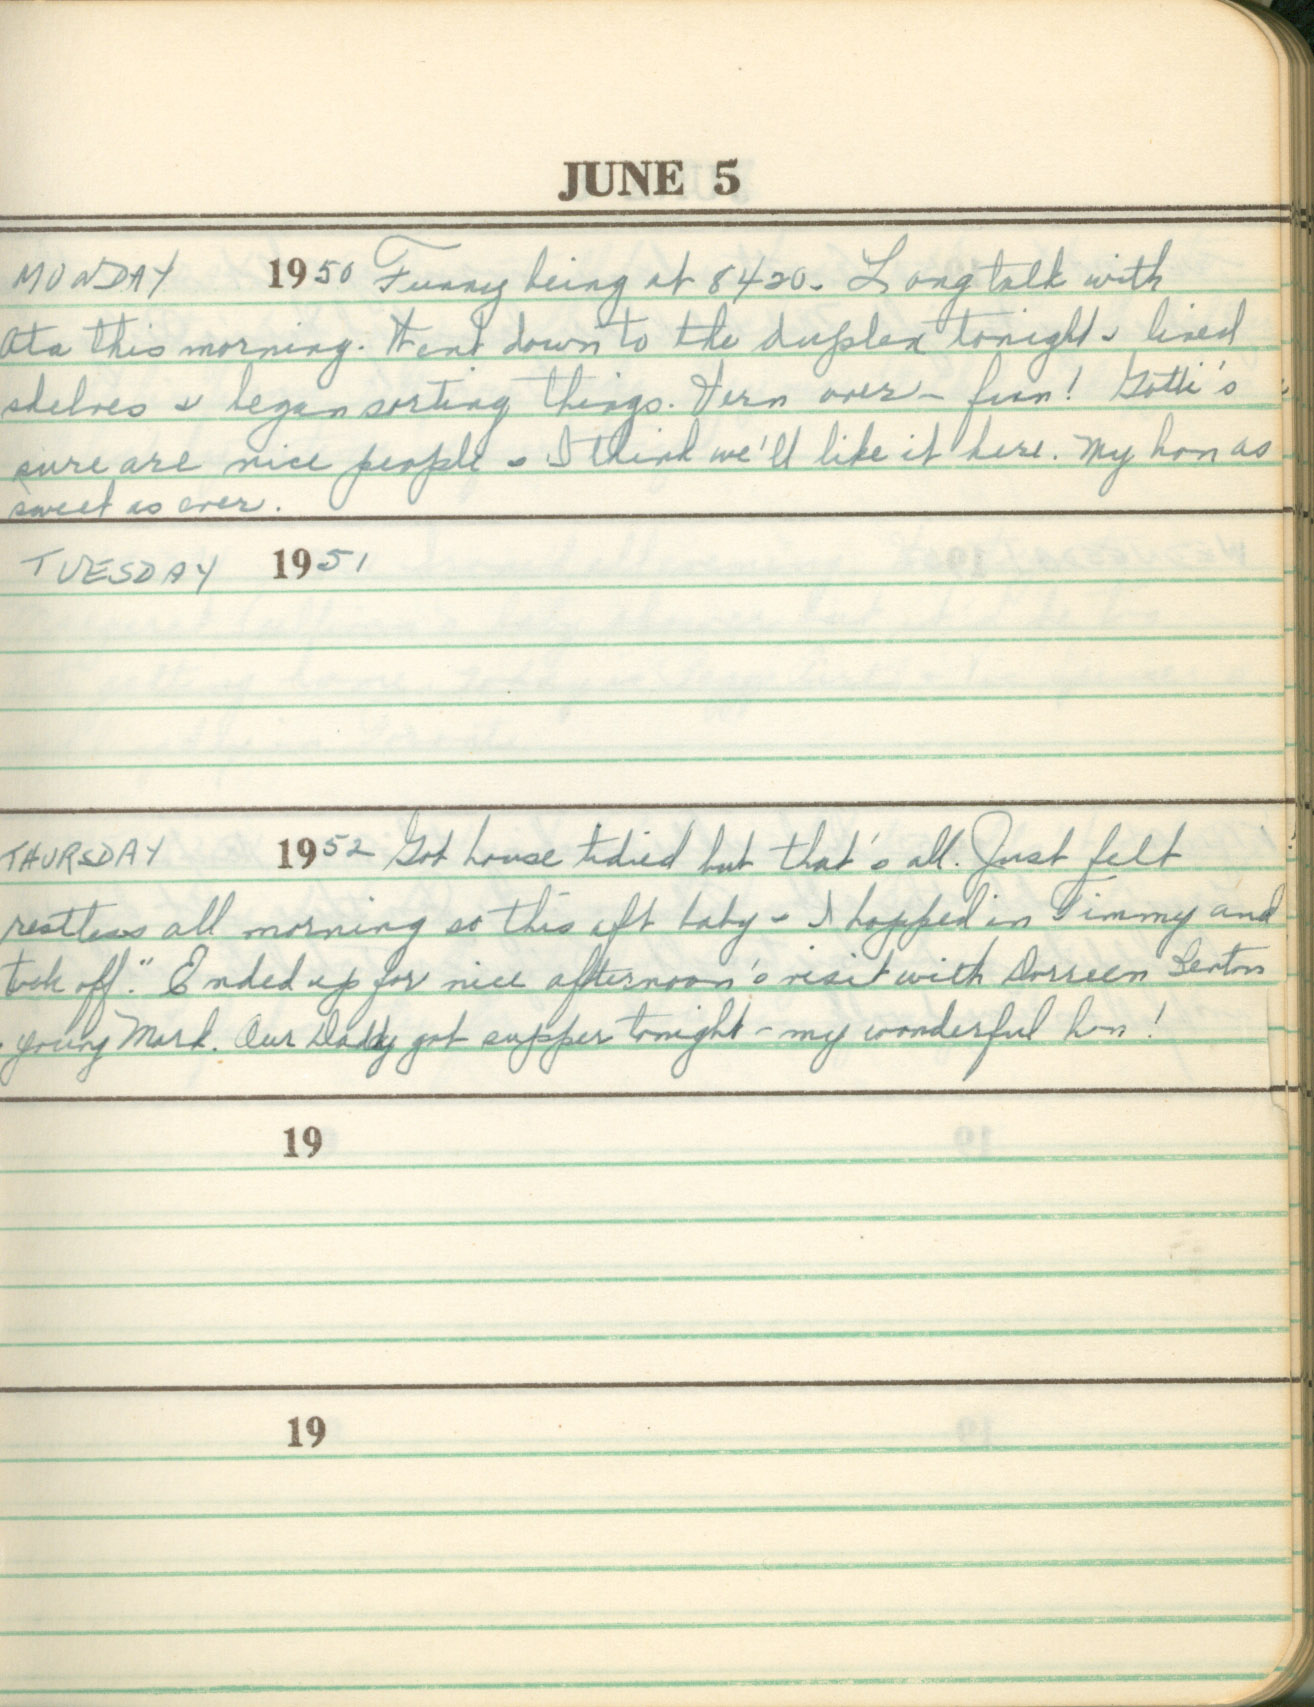 JUNE 5
MONDAY 1950 Funny being at 8420. Long talk with
Ata this morning. Went down to the duplex tonight & lined
shelves & began sorting things. Vern over - fun! Gotti's
sure are nice people & I think we'll like it here. My hon as
sweet as ever.
TUESDAY 1951
THURSDAY 1952 Got house tidied but that's all. Just felt
restless all morning so this aft baby & I hopped in Timmy and
took off." Ended up for nice afternoon's visit with Dorreen Sexton
young Mark. Our Daddy got supper tonight - my wonderful hon!
19
19